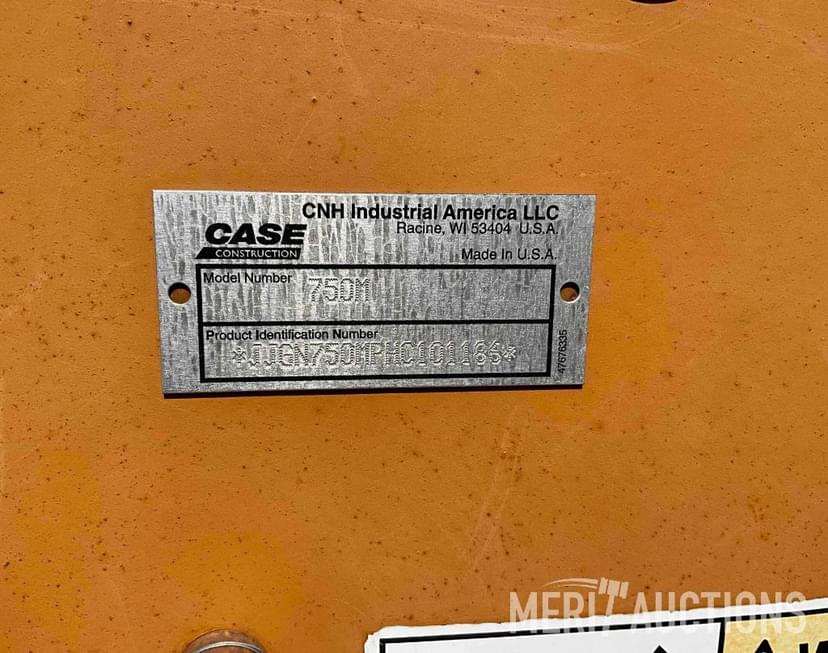 CNH Industrial America LLC
Racine, WI 53404 U.S.A.
CASE
CONSTRUCTION
Made in U.S.A.
Model Number
750M
Product Identification Number
*JJGN750MPHC101184*
47676335
MERIT AUCTIONS